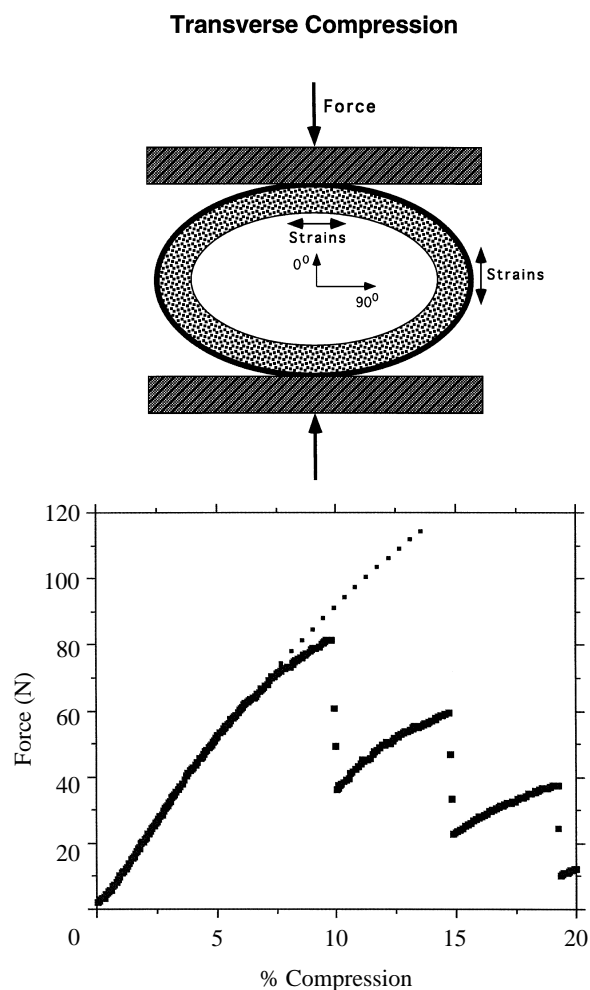 Transverse Compression
Force
Strains
0⁰
90⁰
Strains
120
100
80
60
40
20
0
5
10
15
20
Force (N)
% Compression